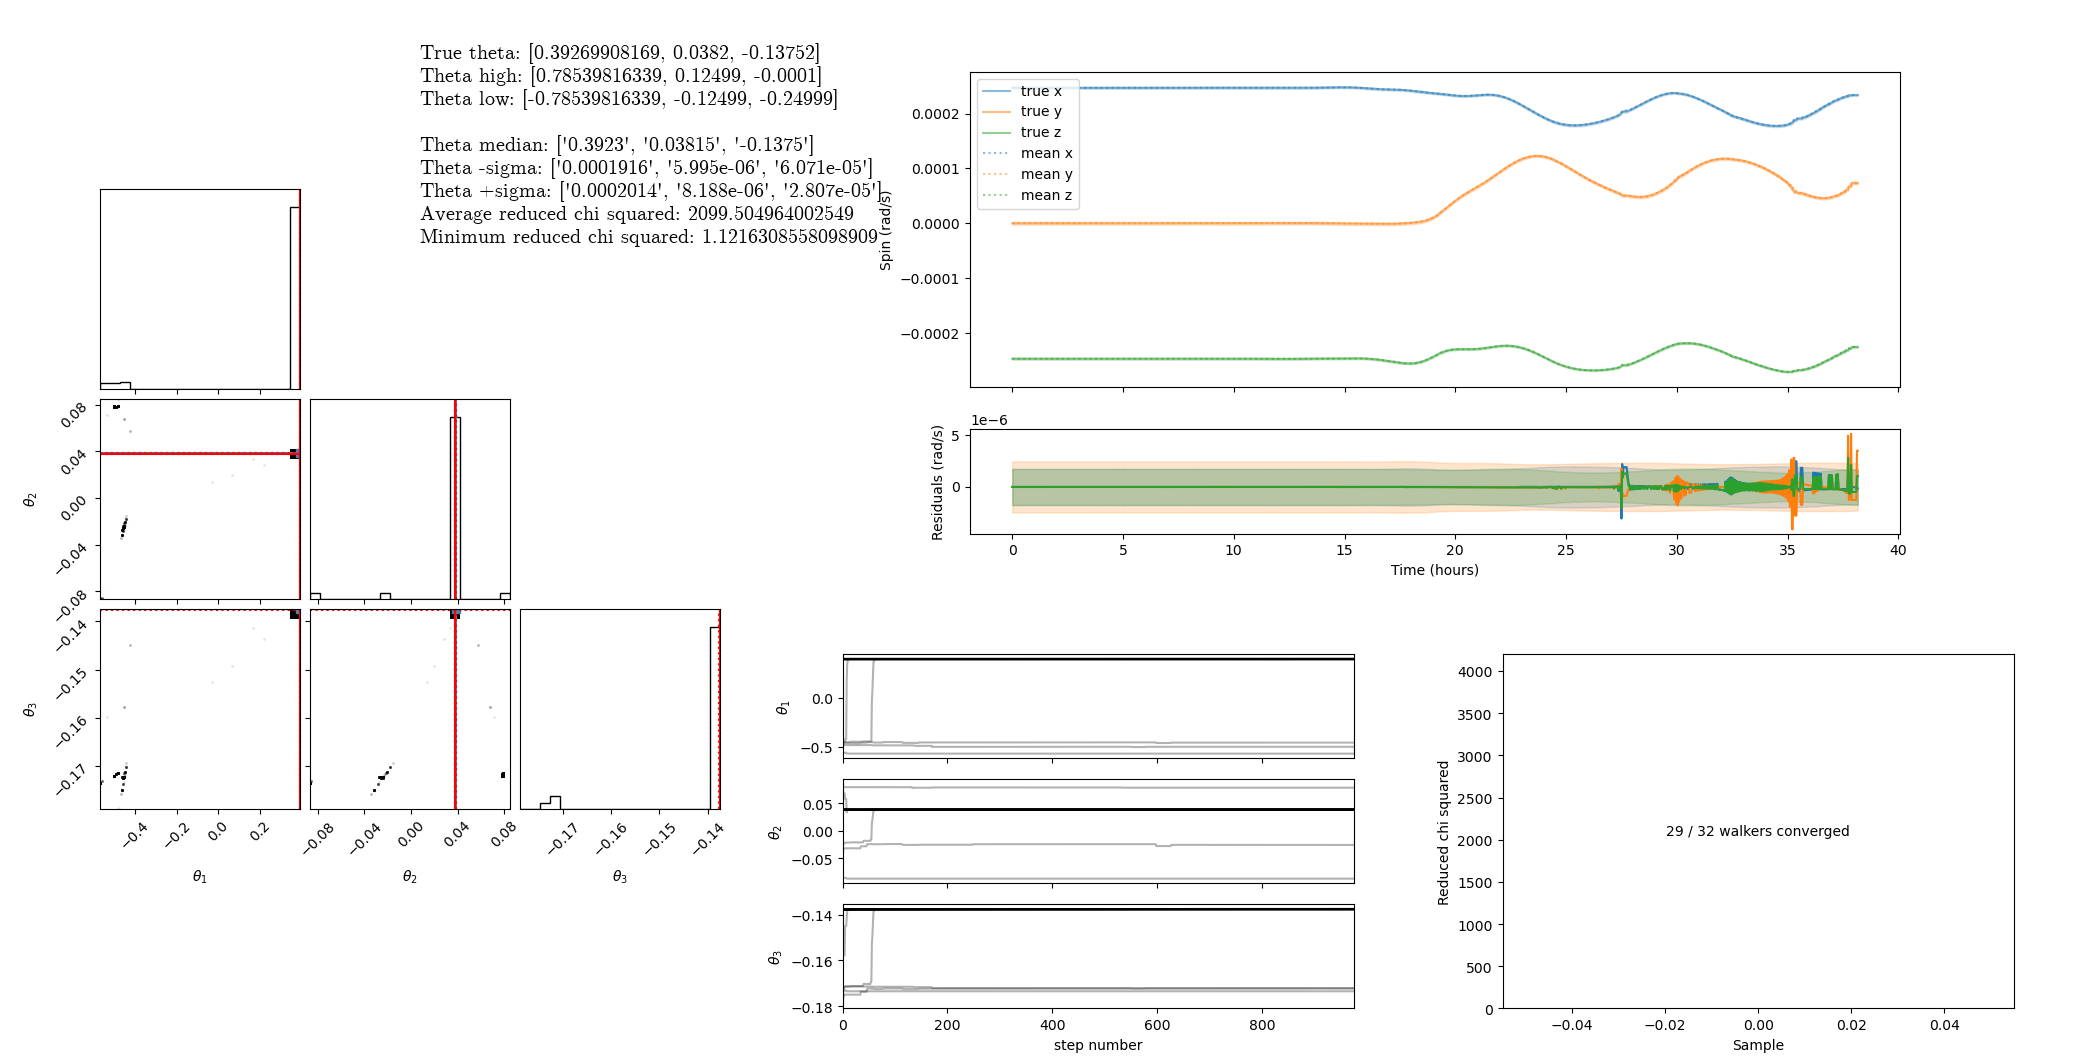 True theta: [0.39269908169, 0.0382, -0.13752]
Theta high: [0.78539816339, 0.12499, -0.0001]
Theta low: [-0.78539816339, -0.12499, -0.24999]
Theta median: ['0.3923', '0.03815', '-0.1375']
Theta -sigma: ['0.0001916', '5.995e-06', '6.071e-05']
Theta +sigma: ['0.0002014', '8.188e-06', '2.807e-05']
Average reduced chi squared: 2099.504964002549
Minimum reduced chi squared: 1.1216308558098909
true x
true y
true z
mean x
mean y
mean z
Spin (rad/s)
0.0002
0.0001
0.0000
−0.0001
−0.0002
1e−6
Residuals (rad/s)
5
0
0 5 10 15 20 25 30 35 40
Time (hours)
θ2
0.08
0.04
0.00
−0.04
−0.08
θ3
−0.14
−0.15
−0.16
−0.17
−0.4 −0.2 0.0 0.2
θ1
−0.08 −0.04 0.00 0.04 0.08
θ2
−0.17 −0.16 −0.15 −0.14
θ3
θ1
0.0
−0.5
θ2
0.05
0.00
−0.05
θ3
−0.14
−0.16
−0.18
0 200 400 600 800
step number
Reduced chi squared
4000
3500
3000
2500
2000
1500
1000
500
0
29 / 32 walkers converged
−0.04 −0.02 0.00 0.02 0.04
Sample